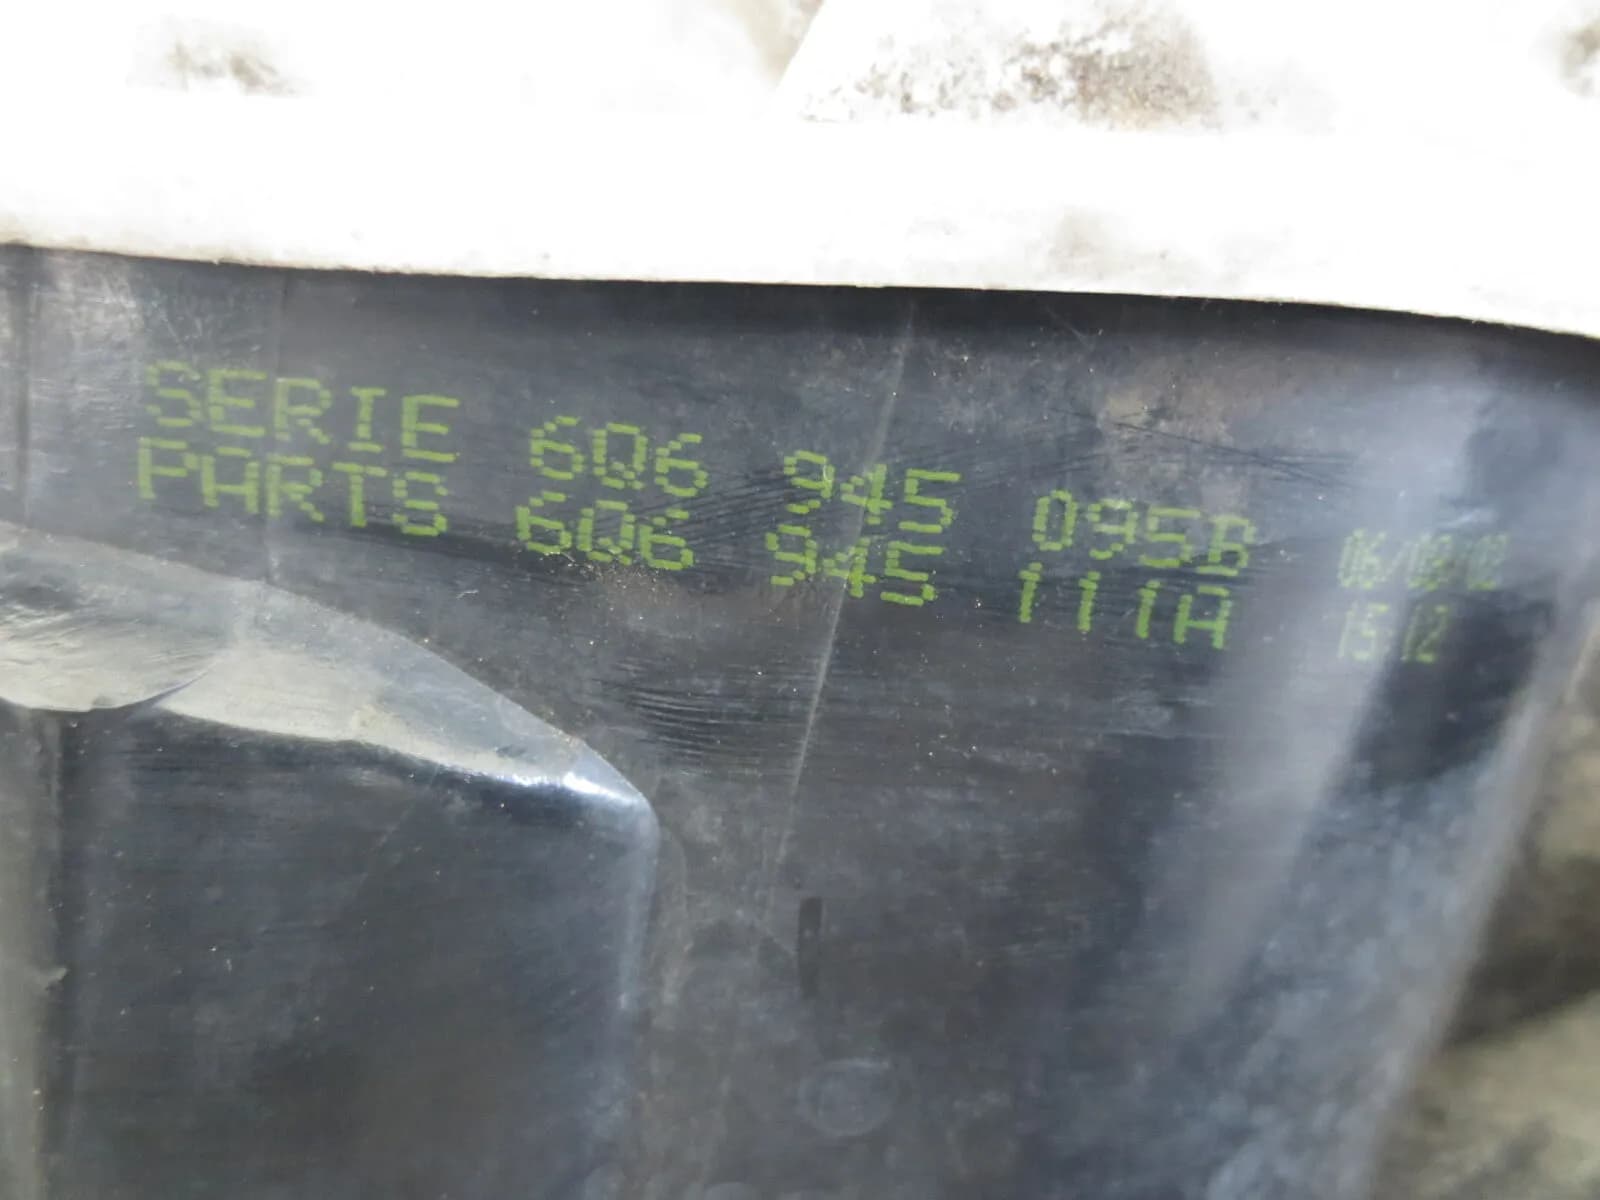 SERIE 6Q6 945 095B 06/08/02
PARTS 6Q6 945 111A 15:12